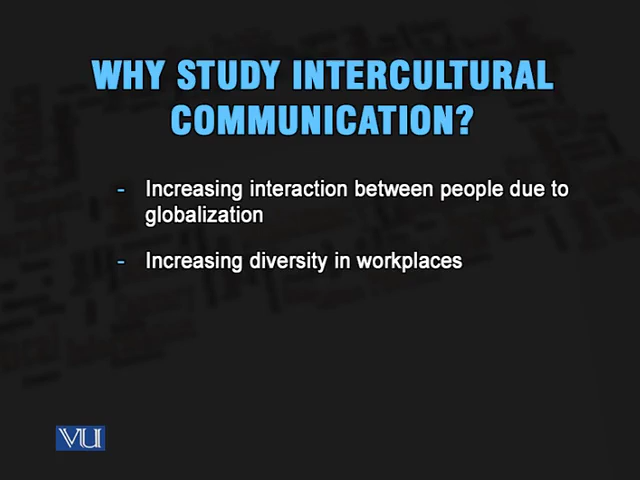 WHY STUDY INTERCULTURAL
COMMUNICATION?
- Increasing interaction between people due to
globalization
- Increasing diversity in workplaces
VU